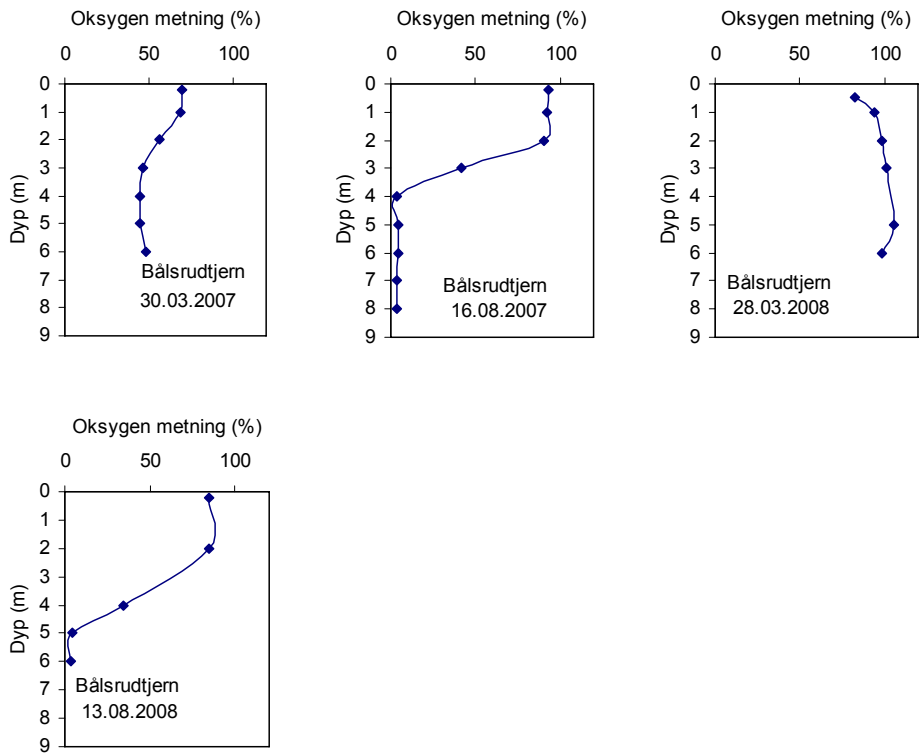 Oksygen metning (%)
0 50 100
0
1
2
3
4
5
6
7
8
9
Dyp (m)
Bålsrudtjern
30.03.2007
Oksygen metning (%)
0 50 100
0
1
2
3
4
5
6
7
8
9
Dyp (m)
Bålsrudtjern
16.08.2007
Oksygen metning (%)
0 50 100
0
1
2
3
4
5
6
7
8
9
Dyp (m)
Bålsrudtjern
28.03.2008
Oksygen metning (%)
0 50 100
0
1
2
3
4
5
6
7
8
9
Dyp (m)
Bålsrudtjern
13.08.2008